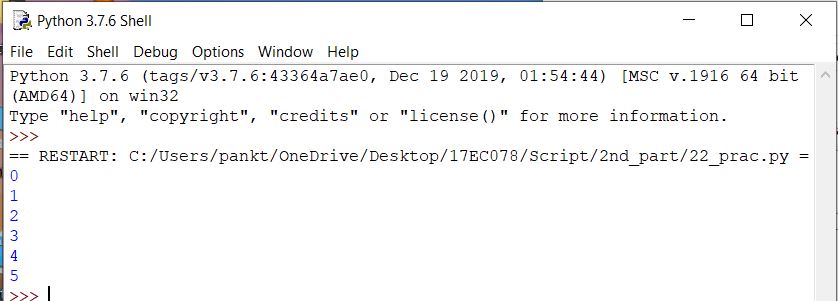 Python 3.7.6 Shell
File Edit Shell Debug Options Window Help
Python 3.7.6 (tags/v3.7.6:43364a7ae0, Dec 19 2019, 01:54:44) [MSC v.1916 64 bit
(AMD64)] on win32
Type "help", "copyright", "credits" or "license()" for more information.
>>>
== RESTART: C:/Users/pankt/OneDrive/Desktop/17EC078/Script/2nd_part/22_prac.py =
0
1
2
3
4
5
>>>